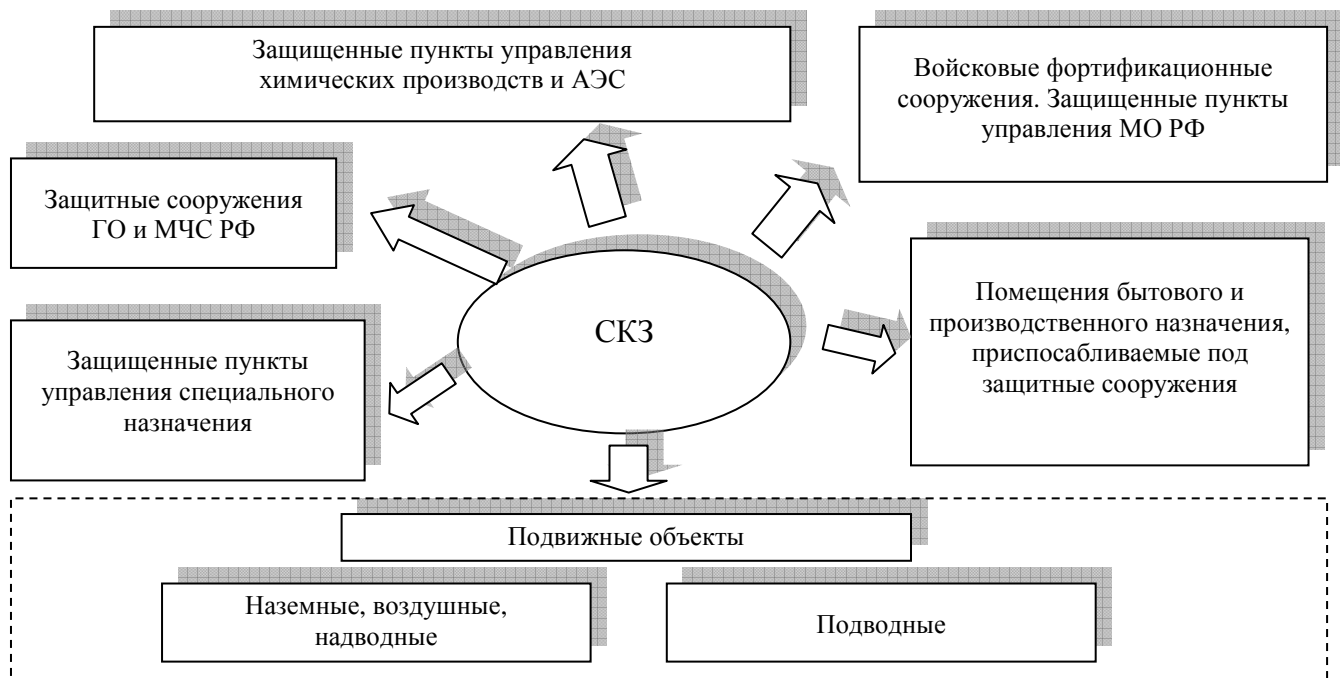 Защищенные пункты управления
химических производств и АЭС
Войсковые фортификационные
сооружения. Защищенные пункты
управления МО РФ
Защитные сооружения
ГО и МЧС РФ
СКЗ
Помещения бытового и
производственного назначения,
приспосабливаемые под
защитные сооружения
Защищенные пункты
управления специального
назначения
Подвижные объекты
Наземные, воздушные,
надводные
Подводные